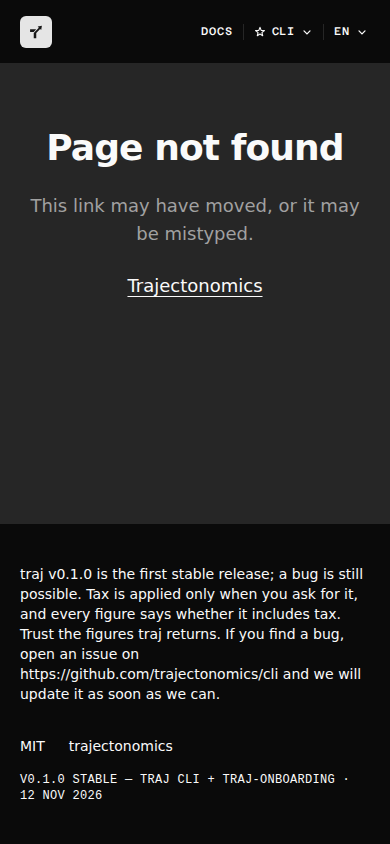 DOCS
CLI
EN
Page not found
This link may have moved, or it may
be mistyped.
Trajectonomics
traj v0.1.0 is the first stable release; a bug is still
possible. Tax is applied only when you ask for it,
and every figure says whether it includes tax.
Trust the figures traj returns. If you find a bug,
open an issue on
https://github.com/trajectonomics/cli and we will
update it as soon as we can.
MIT trajectonomics
V0.1.0 STABLE — TRAJ CLI + TRAJ-ONBOARDING ·
12 NOV 2026